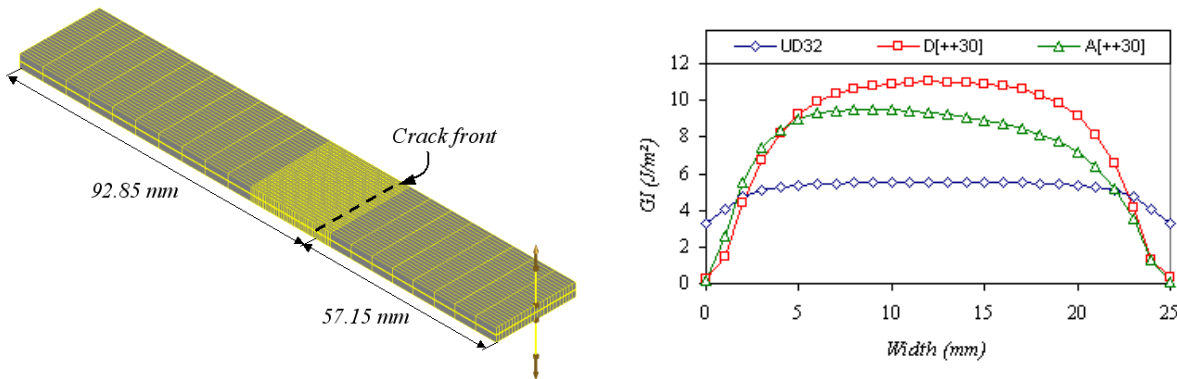 Crack front
92.85 mm
57.15 mm
UD32 D[++30] A[++30]
GI (J/m²)
12
10
8
6
4
2
0
0 5 10 15 20 25
Width (mm)